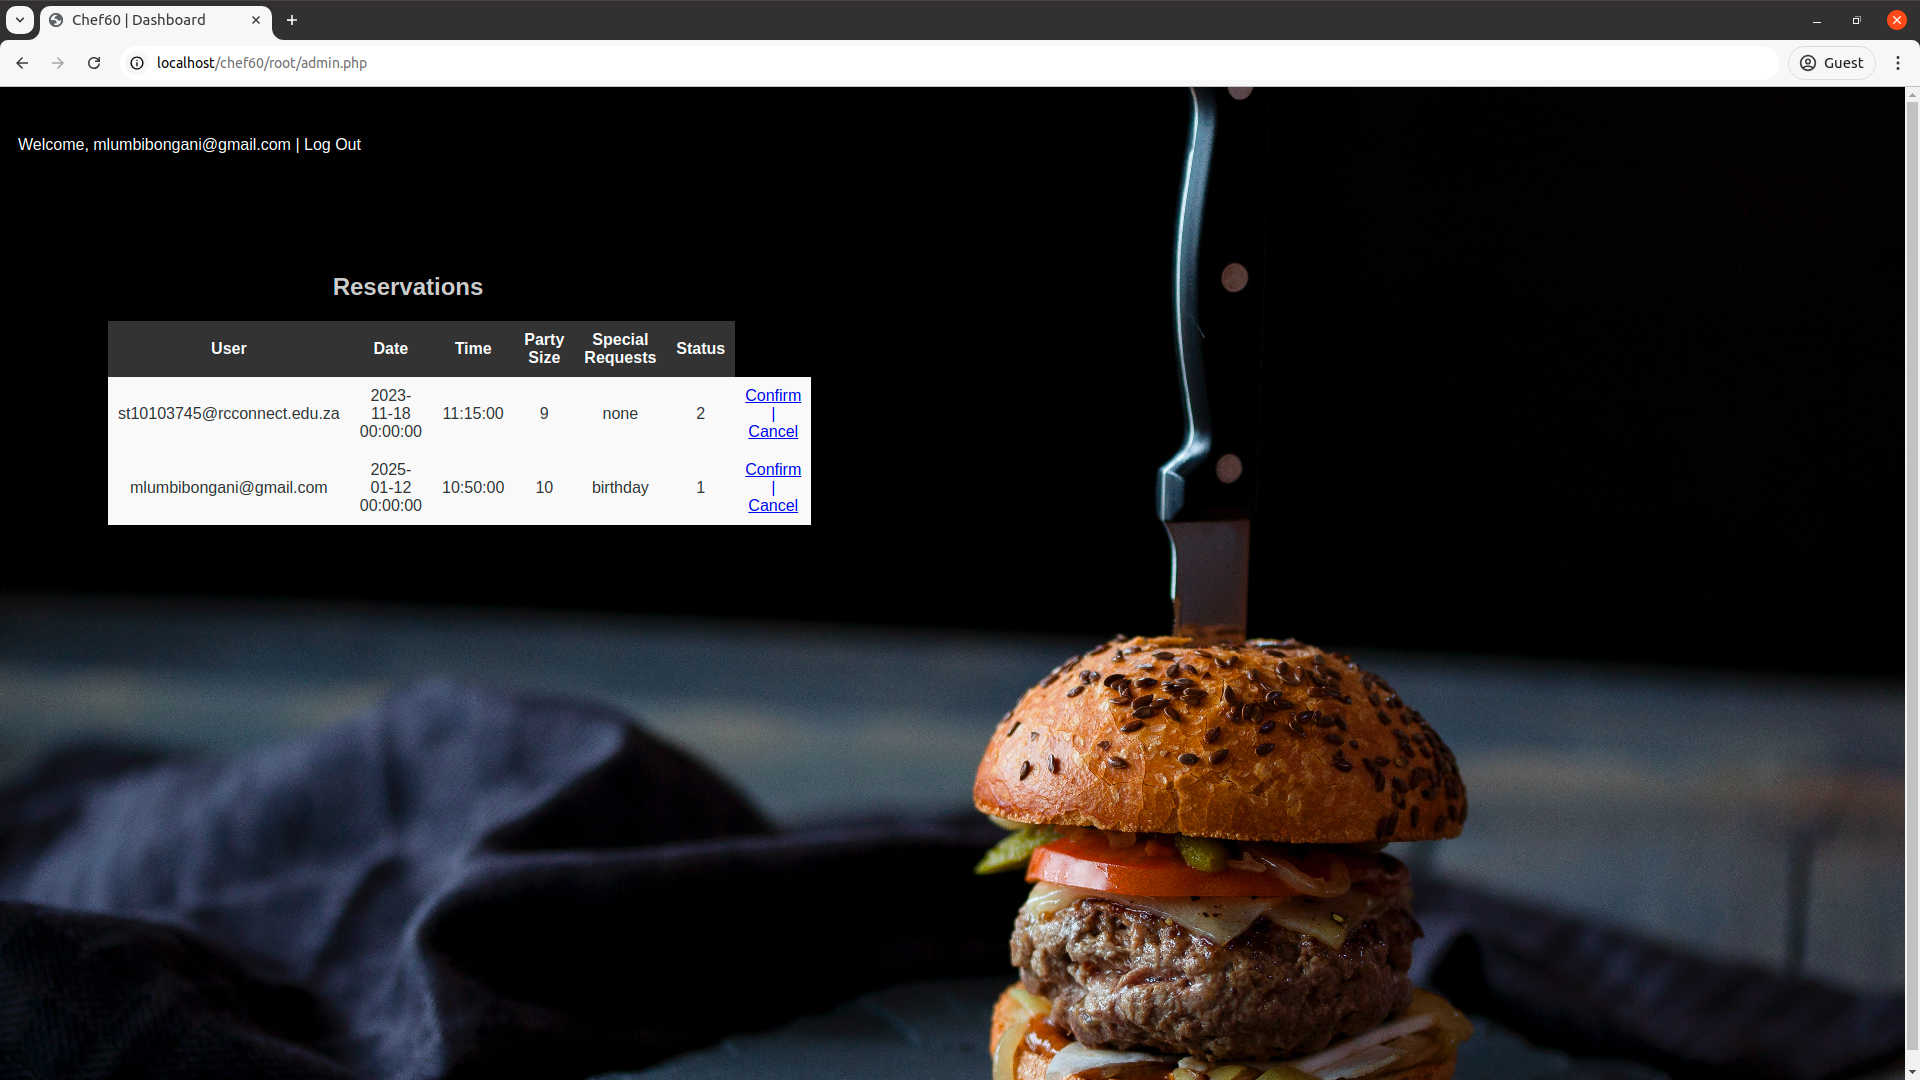 Chef60 | Dashboard
localhost/chef60/root/admin.php
Guest
Welcome, mlumbibongani@gmail.com | Log Out
Reservations
User Date Time Party Size Special Requests Status
st10103745@rcconnect.edu.za 2023-11-18 00:00:00 11:15:00 9 none 2 Confirm | Cancel
mlumbibongani@gmail.com 2025-01-12 00:00:00 10:50:00 10 birthday 1 Confirm | Cancel